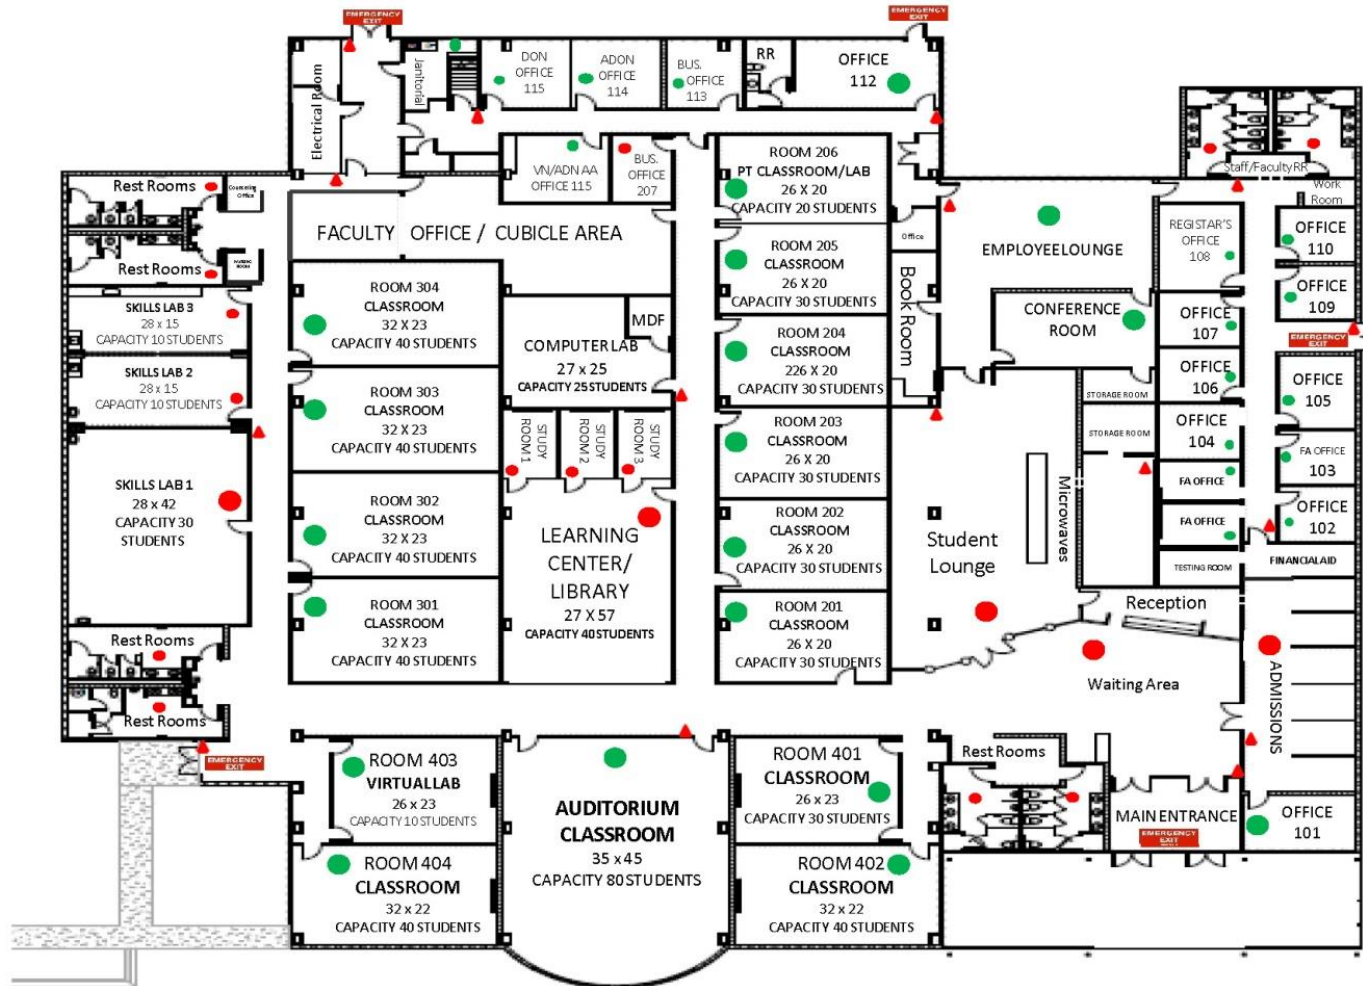 EMERGENCY
EXIT
EMERGENCY
EXIT
Electrical Room
Janitorial
DON
OFFICE
115
ADON
OFFICE
114
BUS.
OFFICE
113
RR
OFFICE
112
VN/ADN AA
OFFICE 115
BUS.
OFFICE
207
ROOM 206
PT CLASSROOM/LAB
26 X 20
CAPACITY 20 STUDENTS
Staff/Faculty RR
Work
Room
Rest Rooms
Counseling
Office
Rest Rooms
FACULTY OFFICE / CUBICLE AREA
ROOM 205
CLASSROOM
26 X 20
CAPACITY 30 STUDENTS
Office
Book Room
EMPLOYEE LOUNGE
REGISTAR'S
OFFICE
108
OFFICE
110
OFFICE
109
EMERGENCY
EXIT
SKILLS LAB 3
28 x 15
CAPACITY 10 STUDENTS
SKILLS LAB 2
28 x 15
CAPACITY 10 STUDENTS
SKILLS LAB 1
28 x 42
CAPACITY 30
STUDENTS
ROOM 304
CLASSROOM
32 X 23
CAPACITY 40 STUDENTS
ROOM 303
CLASSROOM
32 X 23
CAPACITY 40 STUDENTS
ROOM 302
CLASSROOM
32 X 23
CAPACITY 40 STUDENTS
ROOM 301
CLASSROOM
32 X 23
CAPACITY 40 STUDENTS
MDF
COMPUTER LAB
27 x 25
CAPACITY 25 STUDENTS
STUDY
ROOM 1
STUDY
ROOM 2
STUDY
ROOM 3
LEARNING
CENTER/
LIBRARY
27 X 57
CAPACITY 40 STUDENTS
ROOM 204
CLASSROOM
226 X 20
CAPACITY 30 STUDENTS
ROOM 203
CLASSROOM
26 X 20
CAPACITY 30 STUDENTS
ROOM 202
CLASSROOM
26 X 20
CAPACITY 30 STUDENTS
ROOM 201
CLASSROOM
26 X 20
CAPACITY 30 STUDENTS
CONFERENCE
ROOM
OFFICE
107
OFFICE
106
STORAGE ROOM
OFFICE
105
STORAGE ROOM
OFFICE
104
FA OFFICE
103
FA OFFICE
OFFICE
102
FA OFFICE
Microwaves
Student
Lounge
TESTING ROOM
FINANCIAL AID
Reception
Waiting Area
ADMISSIONS
Rest Rooms
Rest Rooms
EMERGENCY
EXIT
ROOM 403
VIRTUAL LAB
26 x 23
CAPACITY 10 STUDENTS
ROOM 404
CLASSROOM
32 x 22
CAPACITY 40 STUDENTS
AUDITORIUM
CLASSROOM
35 x 45
CAPACITY 80 STUDENTS
ROOM 401
CLASSROOM
26 x 23
CAPACITY 30 STUDENTS
ROOM 402
CLASSROOM
32 x 22
CAPACITY 40 STUDENTS
Rest Rooms
MAIN ENTRANCE
EMERGENCY
EXIT
OFFICE
101